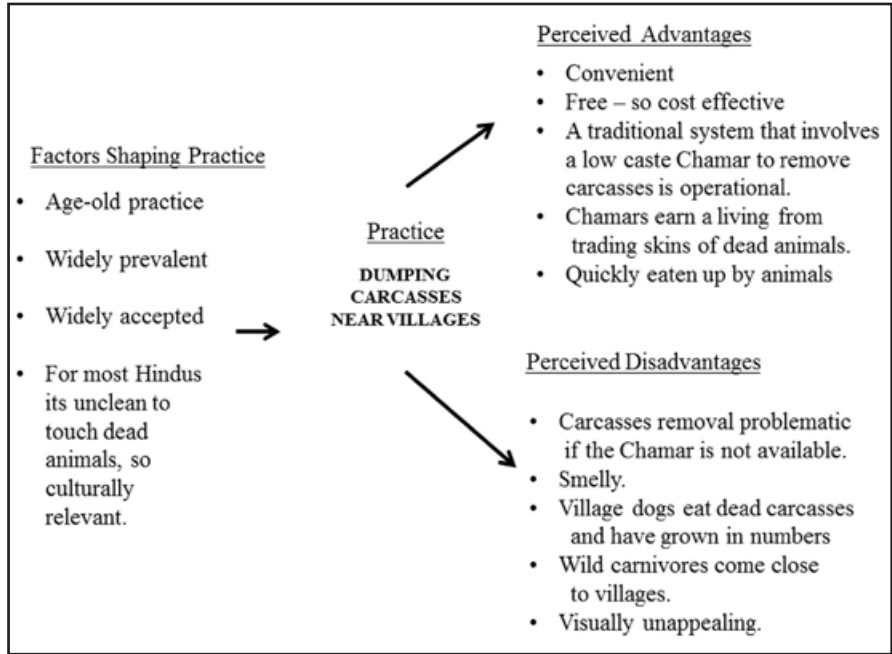 Factors Shaping Practice
• Age-old practice
• Widely prevalent
• Widely accepted
• For most Hindus
its unclean to
touch dead
animals, so
culturally
relevant.
Practice
DUMPING
CARCASSES
NEAR VILLAGES
Perceived Advantages
• Convenient
• Free – so cost effective
• A traditional system that involves
a low caste Chamar to remove
carcasses is operational.
• Chamars earn a living from
trading skins of dead animals.
• Quickly eaten up by animals
Perceived Disadvantages
• Carcasses removal problematic
if the Chamar is not available.
• Smelly.
• Village dogs eat dead carcasses
and have grown in numbers
• Wild carnivores come close
to villages.
• Visually unappealing.